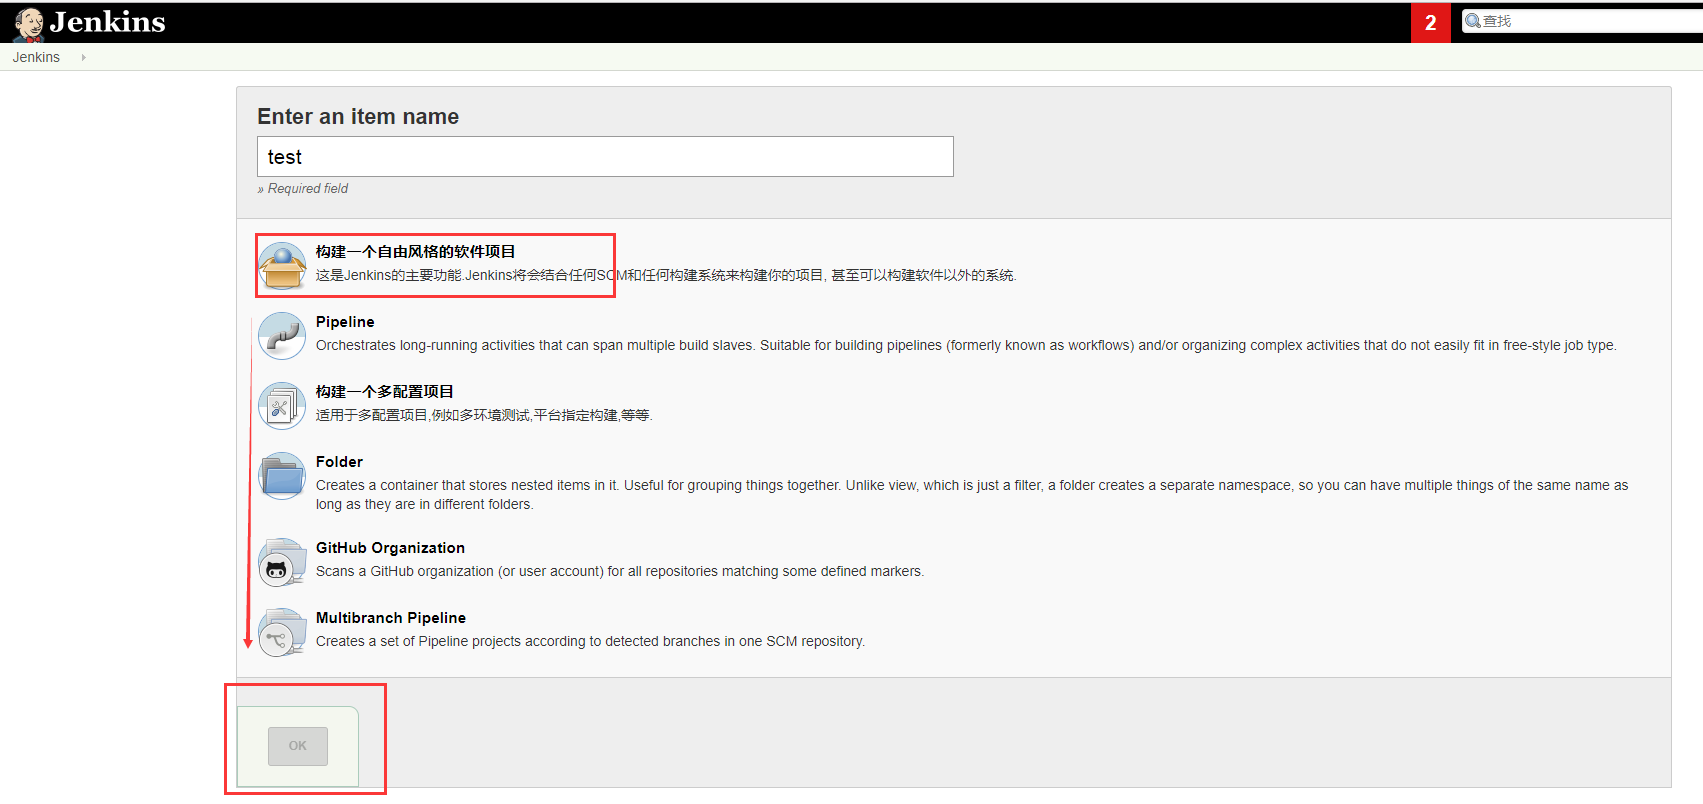 Jenkins
2
查找
Jenkins
Enter an item name
test
» Required field
构建一个自由风格的软件项目
这是Jenkins的主要功能.Jenkins将会结合任何SCM和任何构建系统来构建你的项目, 甚至可以构建软件以外的系统.
Pipeline
Orchestrates long-running activities that can span multiple build slaves. Suitable for building pipelines (formerly known as workflows) and/or organizing complex activities that do not easily fit in free-style job type.
构建一个多配置项目
适用于多配置项目,例如多环境测试,平台指定构建,等等.
Folder
Creates a container that stores nested items in it. Useful for grouping things together. Unlike view, which is just a filter, a folder creates a separate namespace, so you can have multiple things of the same name as
long as they are in different folders.
GitHub Organization
Scans a GitHub organization (or user account) for all repositories matching some defined markers.
Multibranch Pipeline
Creates a set of Pipeline projects according to detected branches in one SCM repository.
OK